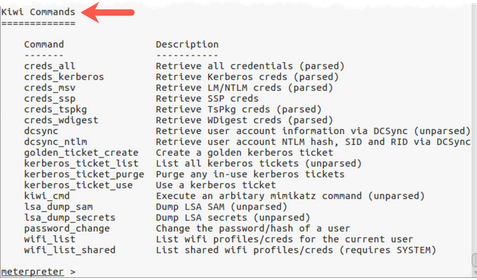 Kiwi Commands
=============
Command Description
------- -----------
creds_all Retrieve all credentials (parsed)
creds_kerberos Retrieve Kerberos creds (parsed)
creds_msv Retrieve LM/NTLM creds (parsed)
creds_ssp Retrieve SSP creds
creds_tspkg Retrieve TsPkg creds (parsed)
creds_wdigest Retrieve WDigest creds (parsed)
dcsync Retrieve user account information via DCSync (unparsed)
dcsync_ntlm Retrieve user account NTLM hash, SID and RID via DCSync
golden_ticket_create Create a golden kerberos ticket
kerberos_ticket_list List all kerberos tickets (unparsed)
kerberos_ticket_purge Purge any in-use kerberos tickets
kerberos_ticket_use Use a kerberos ticket
kiwi_cmd Execute an arbitary mimikatz command (unparsed)
lsa_dump_sam Dump LSA SAM (unparsed)
lsa_dump_secrets Dump LSA secrets (unparsed)
password_change Change the password/hash of a user
wifi_list List wifi profiles/creds for the current user
wifi_list_shared List shared wifi profiles/creds (requires SYSTEM)
meterpreter >